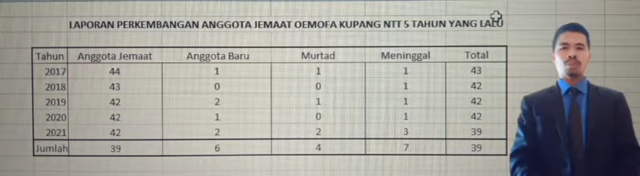 LAPORAN PERKEMBANGAN ANGGOTA JEMAAT OEMOFA KUPANG NTT 5 TAHUN YANG LALU
Tahun Anggota Jemaat Anggota Baru Murtad Meninggal Total
2017 44 1 1 1 43
2018 43 0 0 1 42
2019 42 2 1 1 42
2020 42 1 0 1 42
2021 42 2 2 3 39
Jumlah 39 6 4 7 39